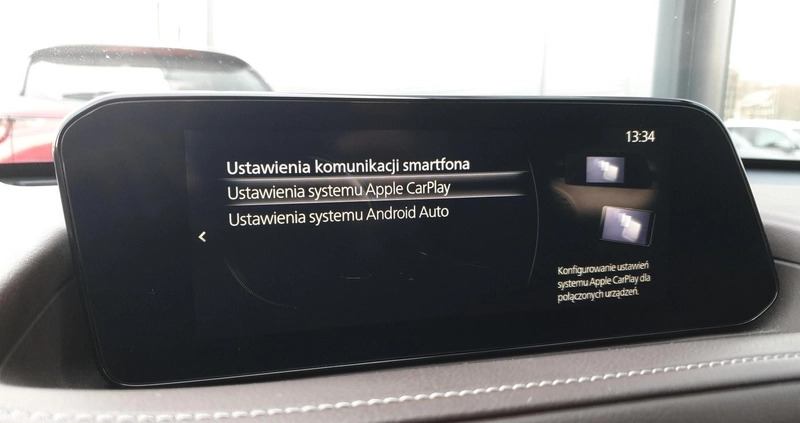 13:34
Ustawienia komunikacji smartfona
Ustawienia systemu Apple CarPlay
Ustawienia systemu Android Auto
Konfigurowanie ustawień
systemu Apple CarPlay dla
połączonych urządzeń.